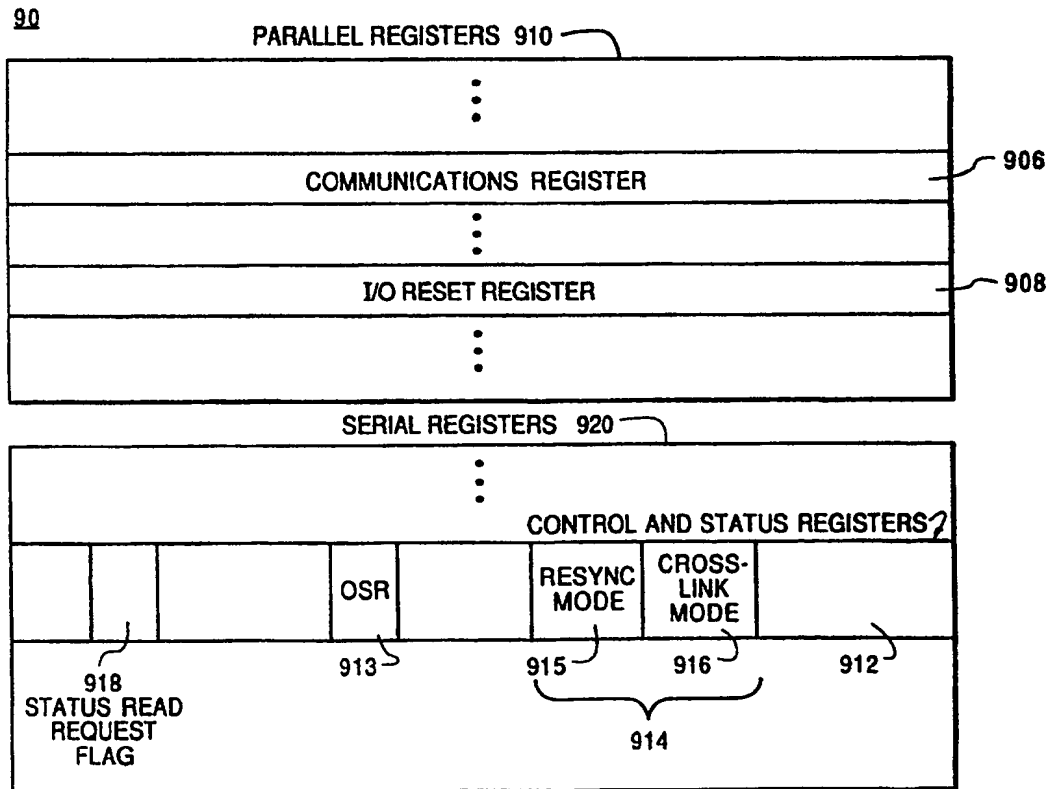 90
PARALLEL REGISTERS 910
COMMUNICATIONS REGISTER
906
I/O RESET REGISTER
908
SERIAL REGISTERS 920
CONTROL AND STATUS REGISTERS
OSR
RESYNC
MODE
CROSS-
LINK
MODE
918
STATUS READ
REQUEST
FLAG
913
915
916
912
914